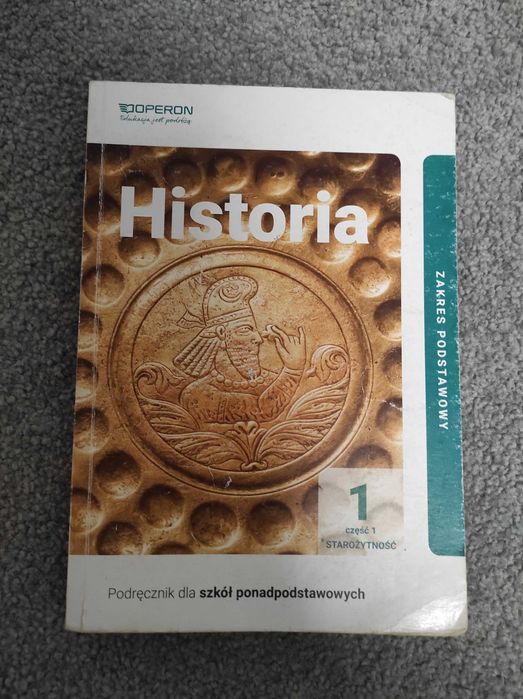 OPERON
Edukacja jest podróżą
Historia
ZAKRES PODSTAWOWY
1
część 1
STAROŻYTNOŚĆ
Podręcznik dla szkół ponadpodstawowych